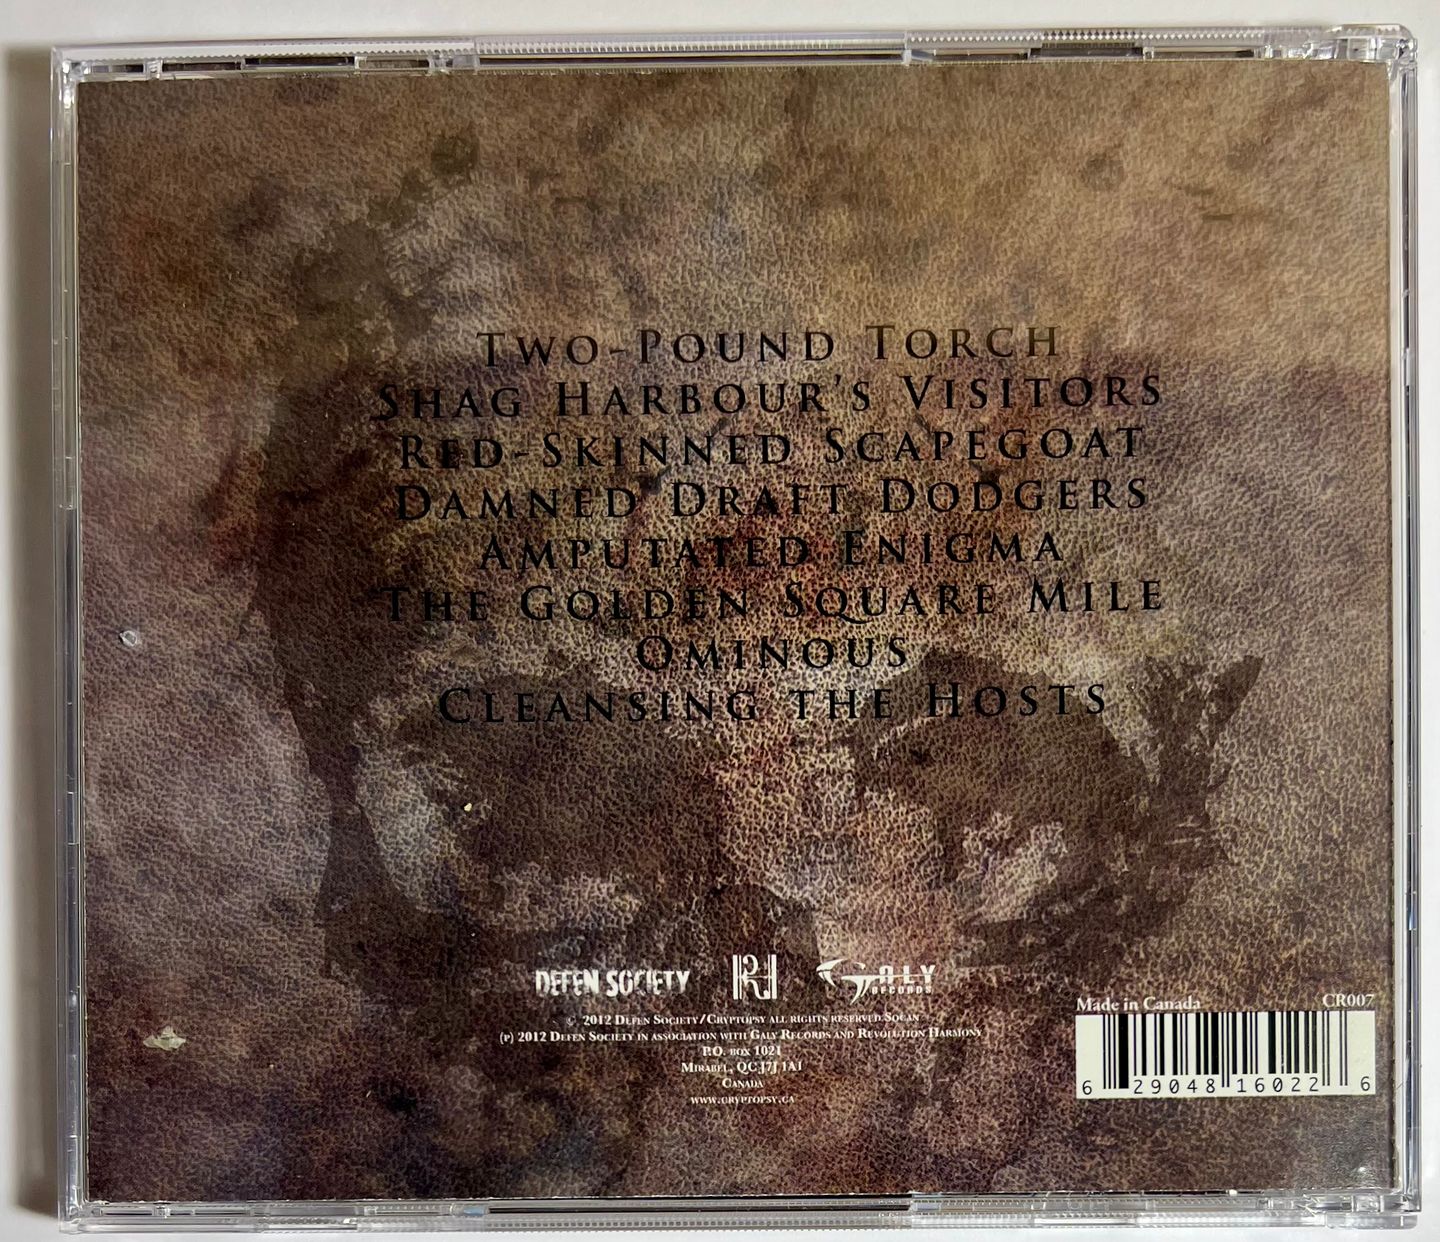 Two-Pound Torch
Shag Harbour's Visitors
Red-Skinned Scapegoat
Damned Draft Dodgers
Amputated Enigma
The Golden Square Mile
Ominous
Cleansing the Hosts
DEFEN SOCIETY
RH
GALY RECORDS
© 2012 Defen Society/Cryptopsy all rights reserved Socan
(P) 2012 Defen Society in association with Galy Records and Revolution Harmony
P.O. box 1021
Mirabel, QC J7J 1A1
Canada
www.cryptopsy.ca
Made in Canada CR007
6 29048 16022 6